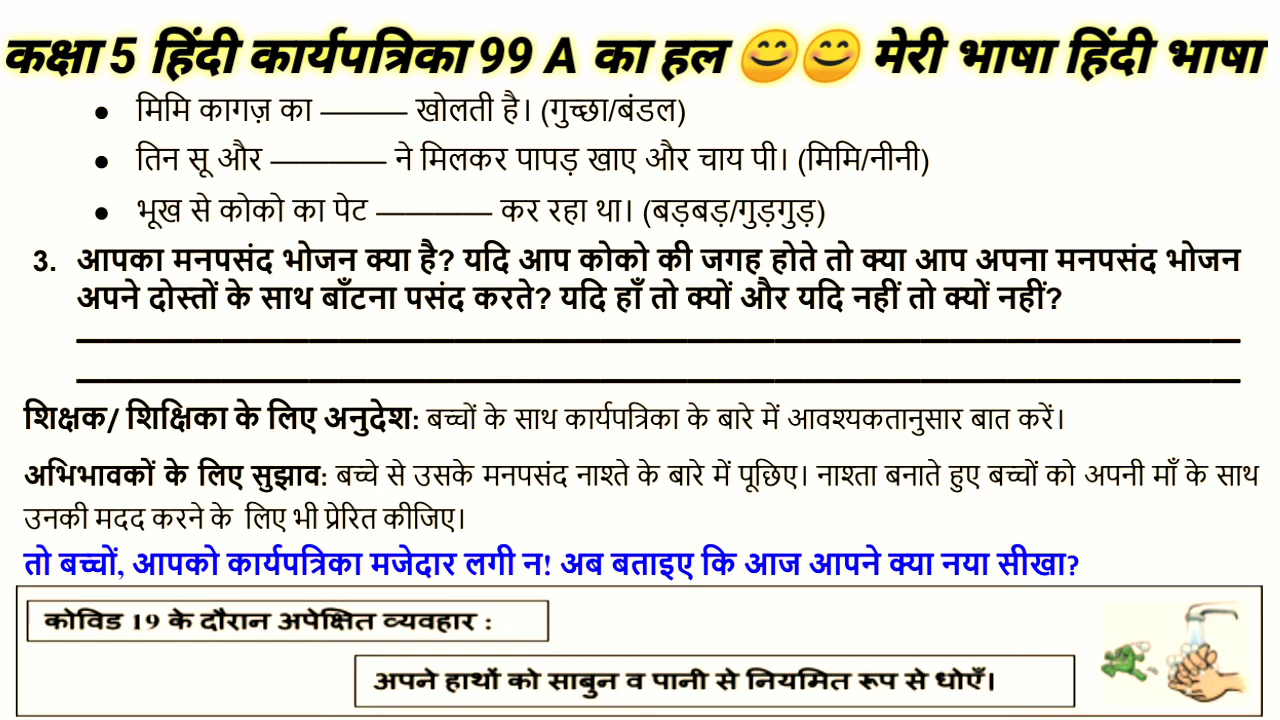 कक्षा 5 हिंदी कार्यपत्रिका 99 A का हल 😊😊 मेरी भाषा हिंदी भाषा
● मिमि कागज़ का ——— खोलती है। (गुच्छा/बंडल)
● तिन सू और ———— ने मिलकर पापड़ खाए और चाय पी। (मिमि/नीनी)
● भूख से कोको का पेट ———— कर रहा था। (बड़बड़/गुड़गुड़)
3. आपका मनपसंद भोजन क्या है? यदि आप कोको की जगह होते तो क्या आप अपना मनपसंद भोजन
अपने दोस्तों के साथ बाँटना पसंद करते? यदि हाँ तो क्यों और यदि नहीं तो क्यों नहीं?
शिक्षक/ शिक्षिका के लिए अनुदेश: बच्चों के साथ कार्यपत्रिका के बारे में आवश्यकतानुसार बात करें।
अभिभावकों के लिए सुझाव: बच्चे से उसके मनपसंद नाश्ते के बारे में पूछिए। नाश्ता बनाते हुए बच्चों को अपनी माँ के साथ
उनकी मदद करने के लिए भी प्रेरित कीजिए।
तो बच्चों, आपको कार्यपत्रिका मजेदार लगी न! अब बताइए कि आज आपने क्या नया सीखा?
कोविड 19 के दौरान अपेक्षित व्यवहार :
अपने हाथों को साबुन व पानी से नियमित रूप से धोएँ।